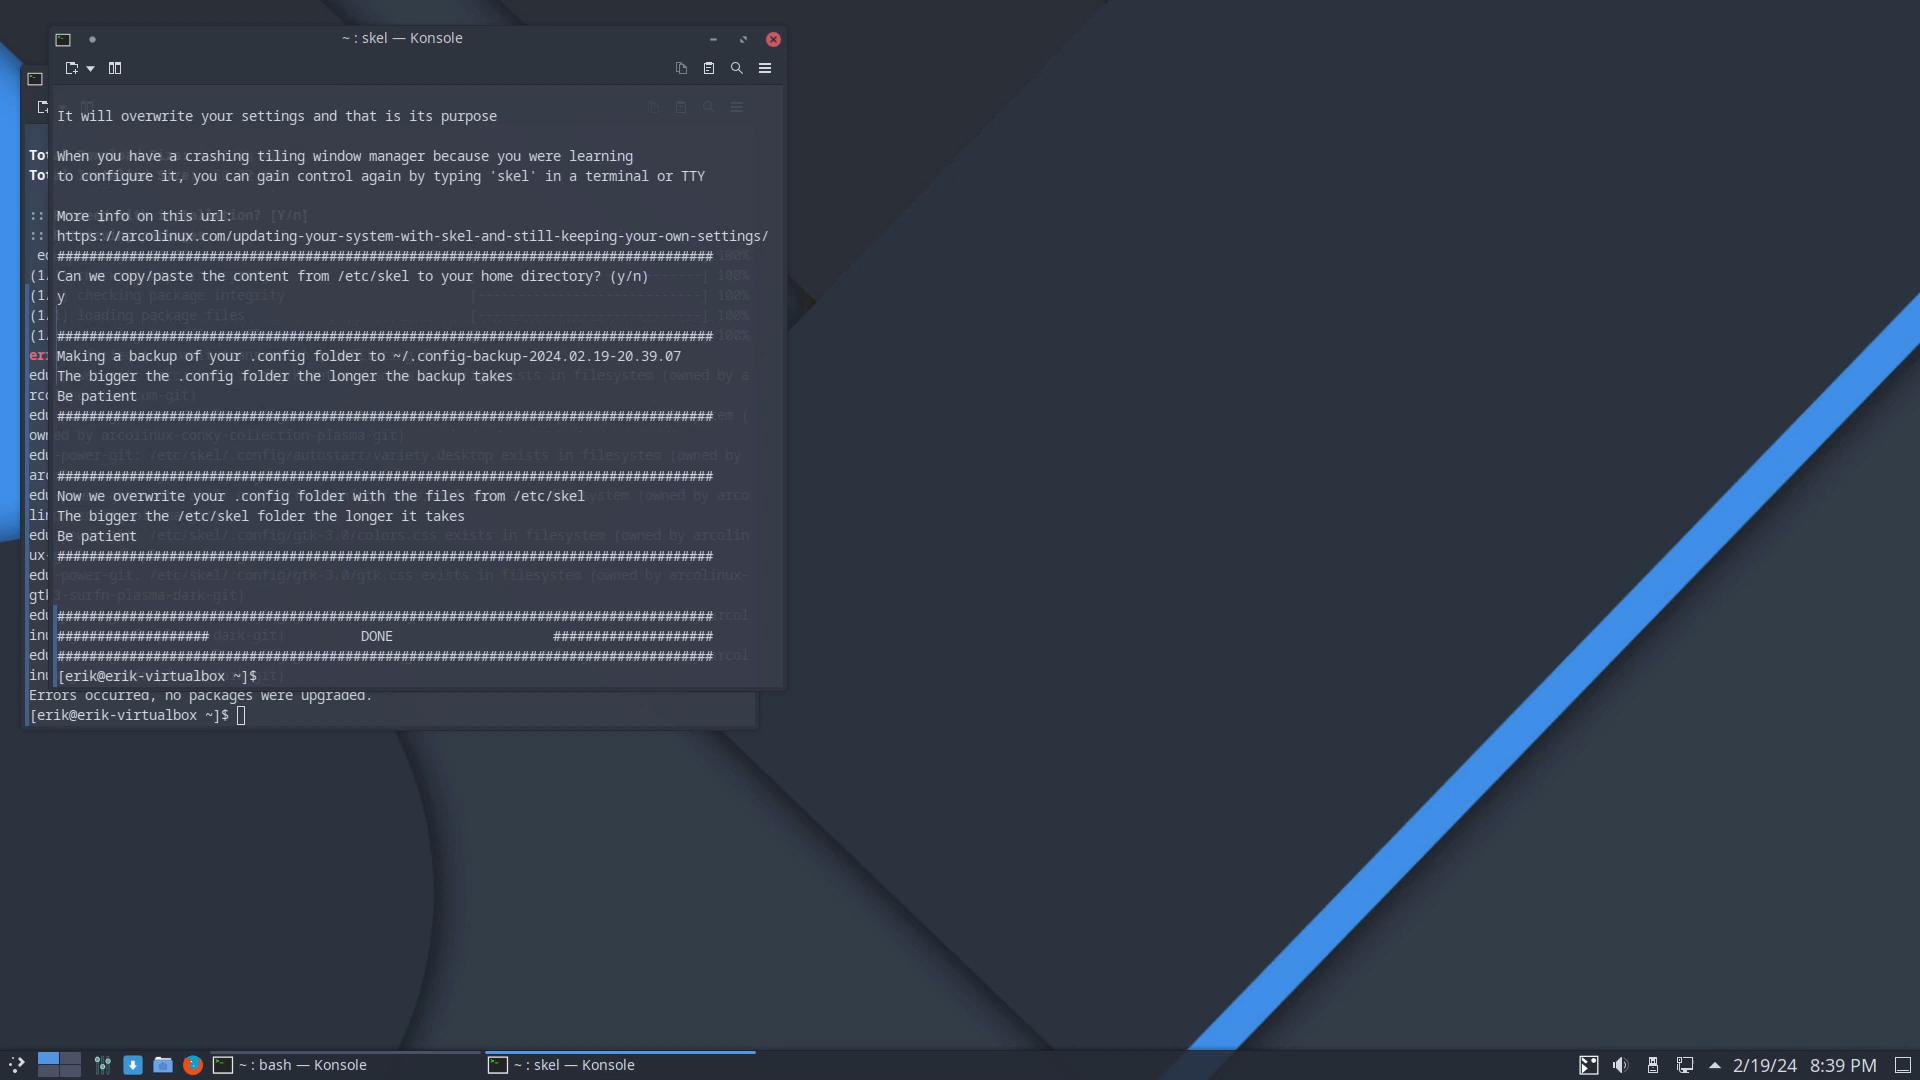 ~ : skel — Konsole
It will overwrite your settings and that is its purpose
When you have a crashing tiling window manager because you were learning
to configure it, you can gain control again by typing 'skel' in a terminal or TTY
More info on this url:
https://arcolinux.com/updating-your-system-with-skel-and-still-keeping-your-own-settings/
##################################################################################
Can we copy/paste the content from /etc/skel to your home directory? (y/n)
y
##################################################################################
Making a backup of your .config folder to ~/.config-backup-2024.02.19-20.39.07
The bigger the .config folder the longer the backup takes
Be patient
##################################################################################
##################################################################################
Now we overwrite your .config folder with the files from /etc/skel
The bigger the /etc/skel folder the longer it takes
Be patient
##################################################################################
##################################################################################
################### DONE ####################
##################################################################################
[erik@erik-virtualbox ~]$
Errors occurred, no packages were upgraded.
[erik@erik-virtualbox ~]$
~ : bash — Konsole
~ : skel — Konsole
2/19/24 8:39 PM